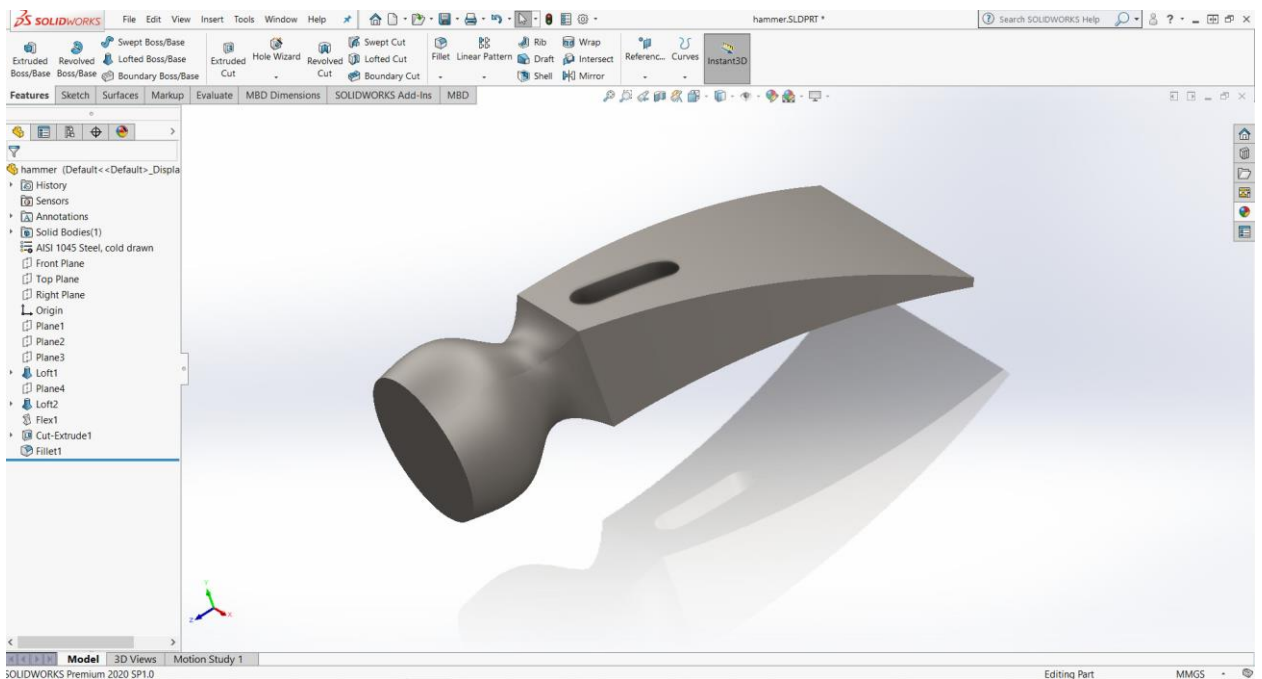 SOLIDWORKS File Edit View Insert Tools Window Help hammer.SLDPRT * Search SOLIDWORKS Help
Extruded Boss/Base
Revolved Boss/Base
Swept Boss/Base
Lofted Boss/Base
Boundary Boss/Base
Extruded Cut
Hole Wizard
Revolved Cut
Swept Cut
Lofted Cut
Boundary Cut
Fillet
Linear Pattern
Rib
Draft
Shell
Wrap
Intersect
Mirror
Referenc...
Curves
Instant3D
Features Sketch Surfaces Markup Evaluate MBD Dimensions SOLIDWORKS Add-Ins MBD
hammer (Default<<Default>_Displa
History
Sensors
Annotations
Solid Bodies(1)
AISI 1045 Steel, cold drawn
Front Plane
Top Plane
Right Plane
Origin
Plane1
Plane2
Plane3
Loft1
Plane4
Loft2
Flex1
Cut-Extrude1
Fillet1
Y
Z X
Model 3D Views Motion Study 1
SOLIDWORKS Premium 2020 SP1.0 Editing Part MMGS